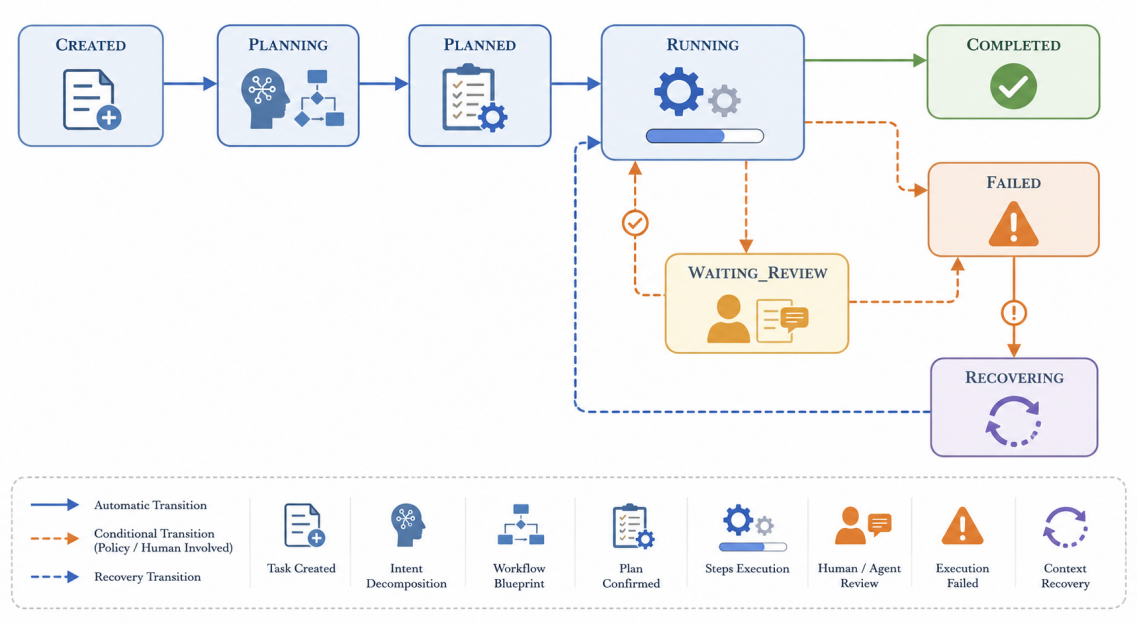 CREATED
PLANNING
PLANNED
RUNNING
COMPLETED
FAILED
WAITING_REVIEW
RECOVERING
Automatic Transition
Conditional Transition
(Policy / Human Involved)
Recovery Transition
Task Created
Intent
Decomposition
Workflow
Blueprint
Plan
Confirmed
Steps Execution
Human / Agent
Review
Execution
Failed
Context
Recovery